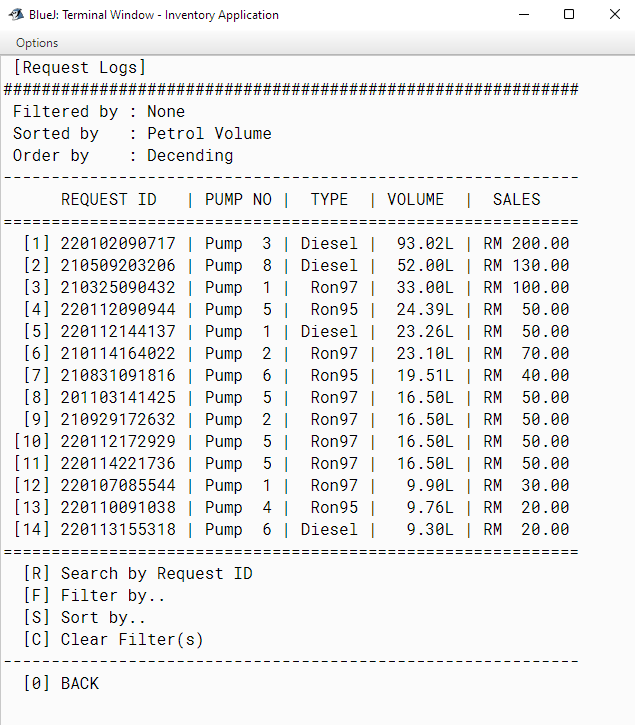 BlueJ: Terminal Window - Inventory Application
Options
[Request Logs]
############################################################
Filtered by : None
Sorted by   : Petrol Volume
Order by    : Decending
------------------------------------------------------------
REQUEST ID   | PUMP NO |  TYPE  | VOLUME  |  SALES
============================================================
[1] 220102090717 | Pump  3 | Diesel |  93.02L | RM 200.00
[2] 210509203206 | Pump  8 | Diesel |  52.00L | RM 130.00
[3] 210325090432 | Pump  1 |  Ron97 |  33.00L | RM 100.00
[4] 220112090944 | Pump  5 |  Ron95 |  24.39L | RM  50.00
[5] 220112144137 | Pump  1 | Diesel |  23.26L | RM  50.00
[6] 210114164022 | Pump  2 |  Ron97 |  23.10L | RM  70.00
[7] 210831091816 | Pump  6 |  Ron95 |  19.51L | RM  40.00
[8] 201103141425 | Pump  5 |  Ron97 |  16.50L | RM  50.00
[9] 210929172632 | Pump  2 |  Ron97 |  16.50L | RM  50.00
[10] 220112172929 | Pump  5 |  Ron97 |  16.50L | RM  50.00
[11] 220114221736 | Pump  5 |  Ron97 |  16.50L | RM  50.00
[12] 220107085544 | Pump  1 |  Ron97 |   9.90L | RM  30.00
[13] 220110091038 | Pump  4 |  Ron95 |   9.76L | RM  20.00
[14] 220113155318 | Pump  6 | Diesel |   9.30L | RM  20.00
============================================================
[R] Search by Request ID
[F] Filter by..
[S] Sort by..
[C] Clear Filter(s)
------------------------------------------------------------
[0] BACK